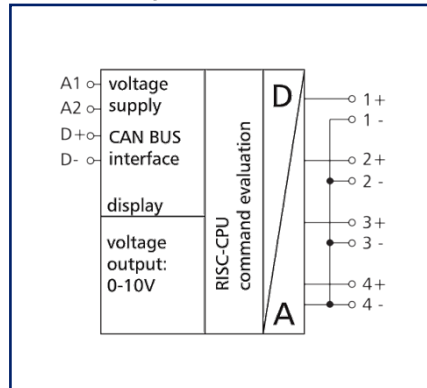 A1 voltage
A2 supply
D+ CAN BUS
D- interface
display
voltage
output:
0-10V
RISC-CPU
command evaluation
D
A
1+
1 -
2+
2 -
3+
3 -
4+
4 -